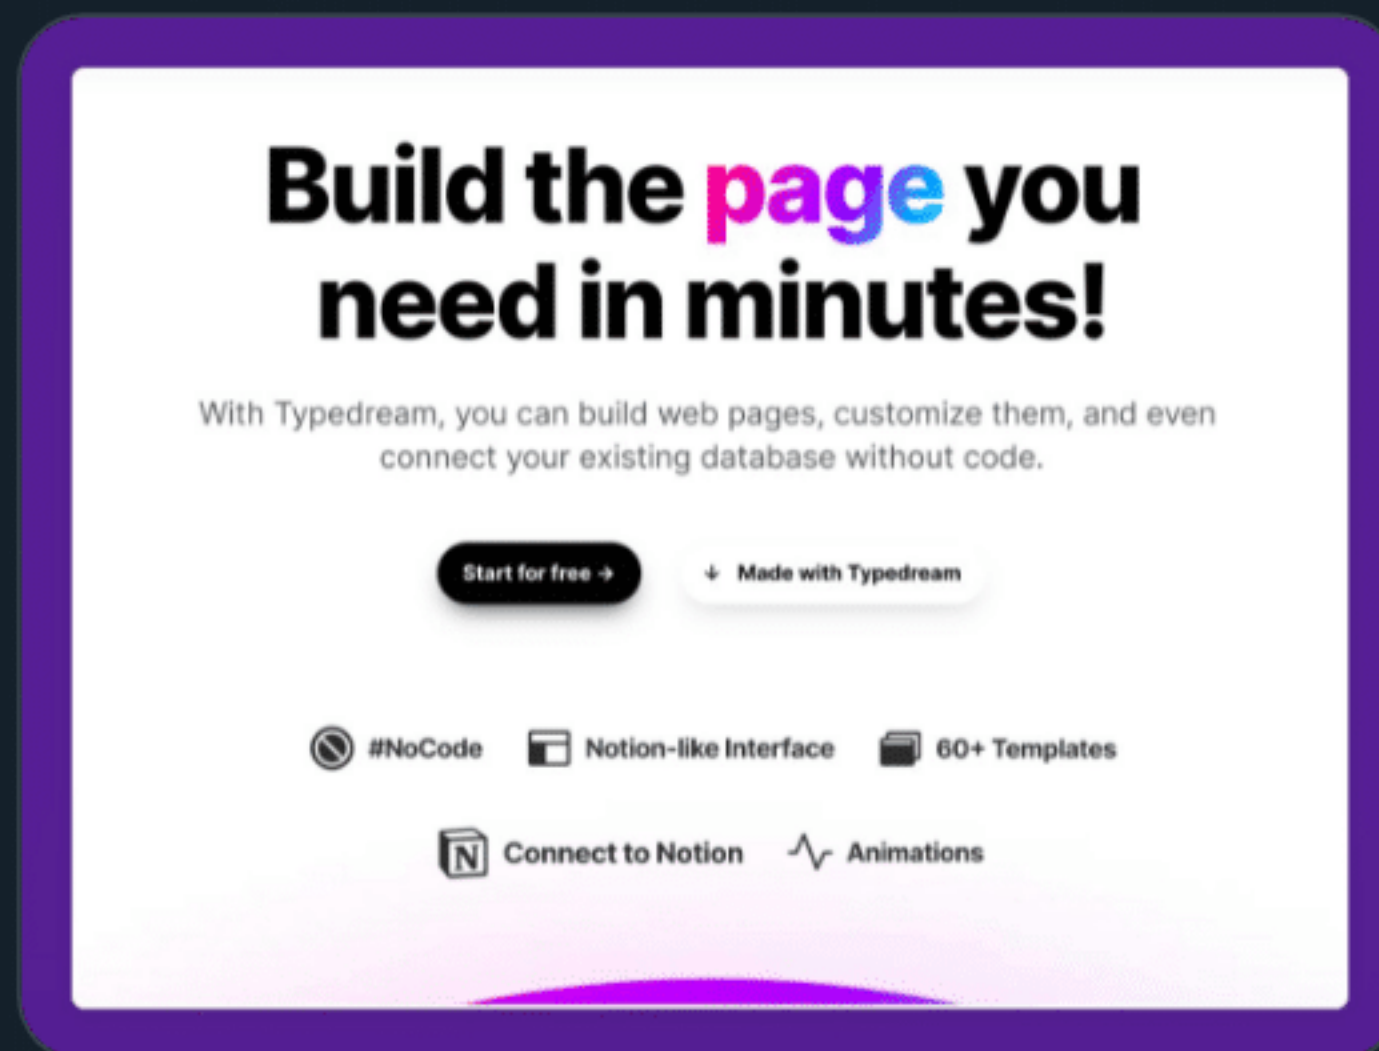 Build the page you
need in minutes!
With Typedream, you can build web pages, customize them, and even
connect your existing database without code.
Start for free → ↓ Made with Typedream
#NoCode Notion-like Interface 60+ Templates
N Connect to Notion Animations